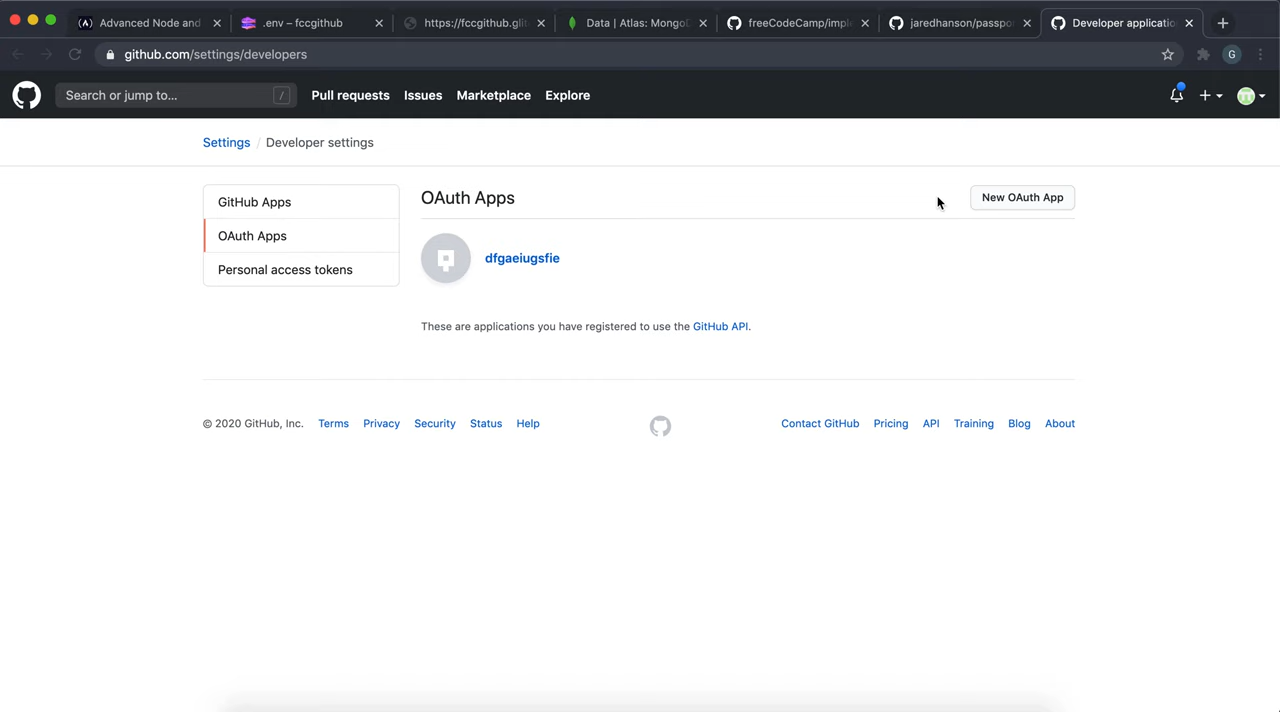 Advanced Node and
.env – fccgithub
https://fccgithub.glit
Data | Atlas: MongoD
freeCodeCamp/imple
jaredhanson/passpo
Developer applicatio
github.com/settings/developers
G
Search or jump to... /
Pull requests Issues Marketplace Explore
Settings / Developer settings
GitHub Apps
OAuth Apps
Personal access tokens
OAuth Apps
New OAuth App
dfgaeiugsfie
These are applications you have registered to use the GitHub API.
© 2020 GitHub, Inc. Terms Privacy Security Status Help Contact GitHub Pricing API Training Blog About